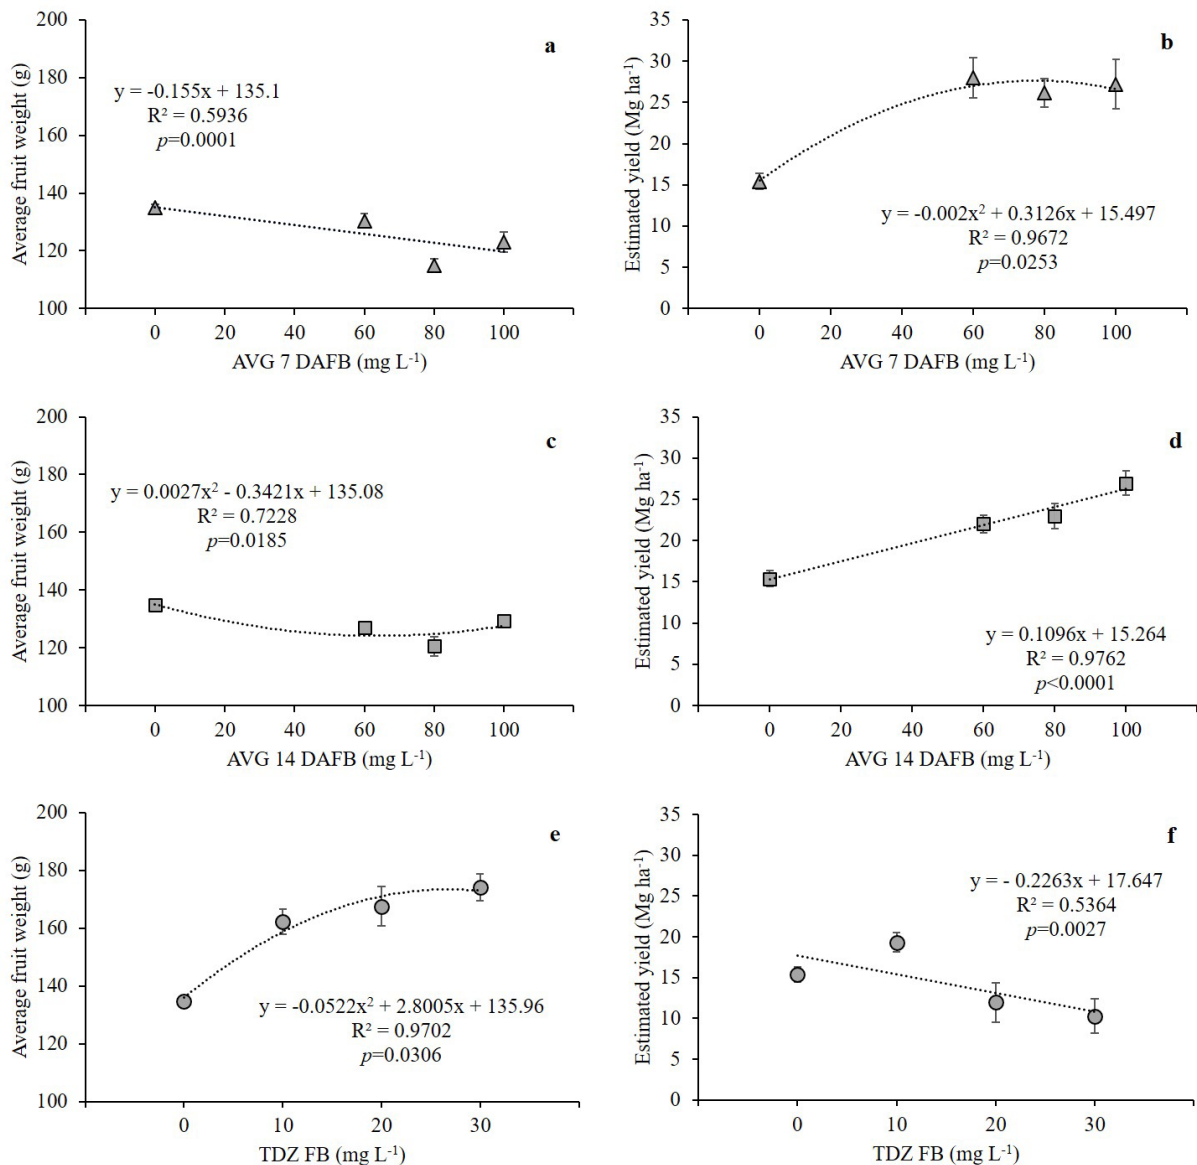 a
Average fruit weight (g)
200
180
160
140
120
100
y = -0.155x + 135.1
R² = 0.5936
p=0.0001
0 20 40 60 80 100
AVG 7 DAFB (mg L⁻¹)
b
Estimated yield (Mg ha⁻¹)
35
30
25
20
15
10
5
0
y = -0.002x² + 0.3126x + 15.497
R² = 0.9672
p=0.0253
0 20 40 60 80 100
AVG 7 DAFB (mg L⁻¹)
c
Average fruit weight (g)
200
180
160
140
120
100
y = 0.0027x² - 0.3421x + 135.08
R² = 0.7228
p=0.0185
0 20 40 60 80 100
AVG 14 DAFB (mg L⁻¹)
d
Estimated yield (Mg ha⁻¹)
35
30
25
20
15
10
5
0
y = 0.1096x + 15.264
R² = 0.9762
p<0.0001
0 20 40 60 80 100
AVG 14 DAFB (mg L⁻¹)
e
Average fruit weight (g)
200
180
160
140
120
100
y = -0.0522x² + 2.8005x + 135.96
R² = 0.9702
p=0.0306
0 10 20 30
TDZ FB (mg L⁻¹)
f
Estimated yield (Mg ha⁻¹)
35
30
25
20
15
10
5
0
y = - 0.2263x + 17.647
R² = 0.5364
p=0.0027
0 10 20 30
TDZ FB (mg L⁻¹)